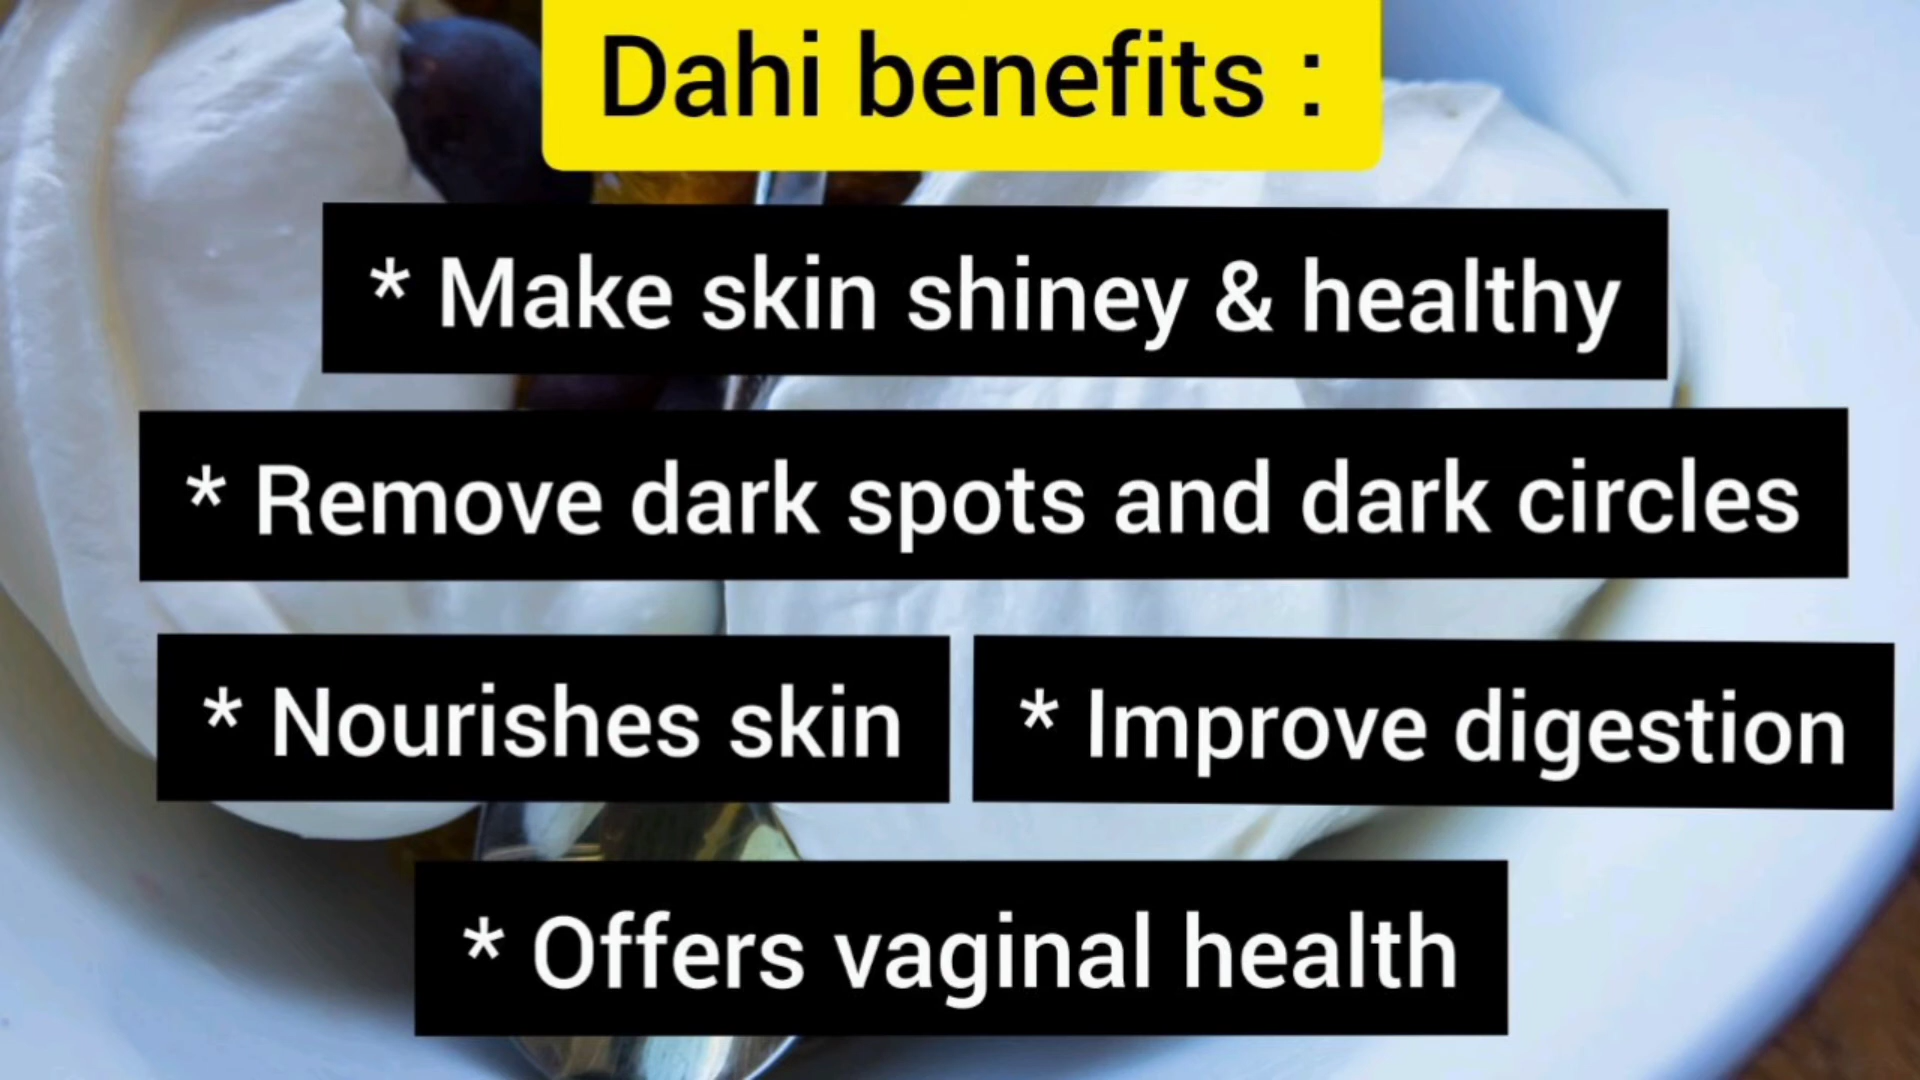 Dahi benefits :
* Make skin shiney & healthy
* Remove dark spots and dark circles
* Nourishes skin
* Improve digestion
* Offers vaginal health